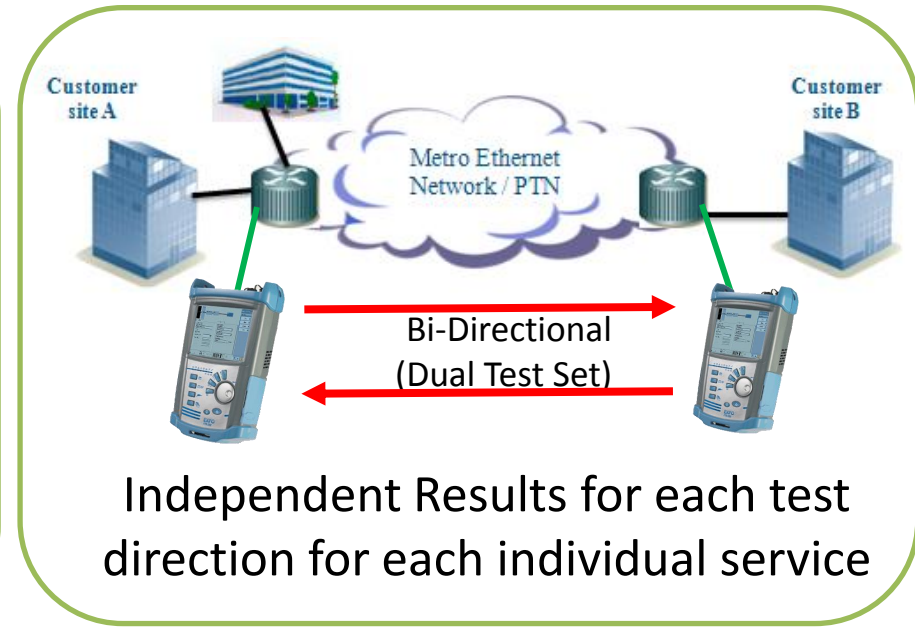 Customer
site A
Customer
site B
Metro Ethernet
Network / PTN
Bi-Directional
(Dual Test Set)
Independent Results for each test
direction for each individual service